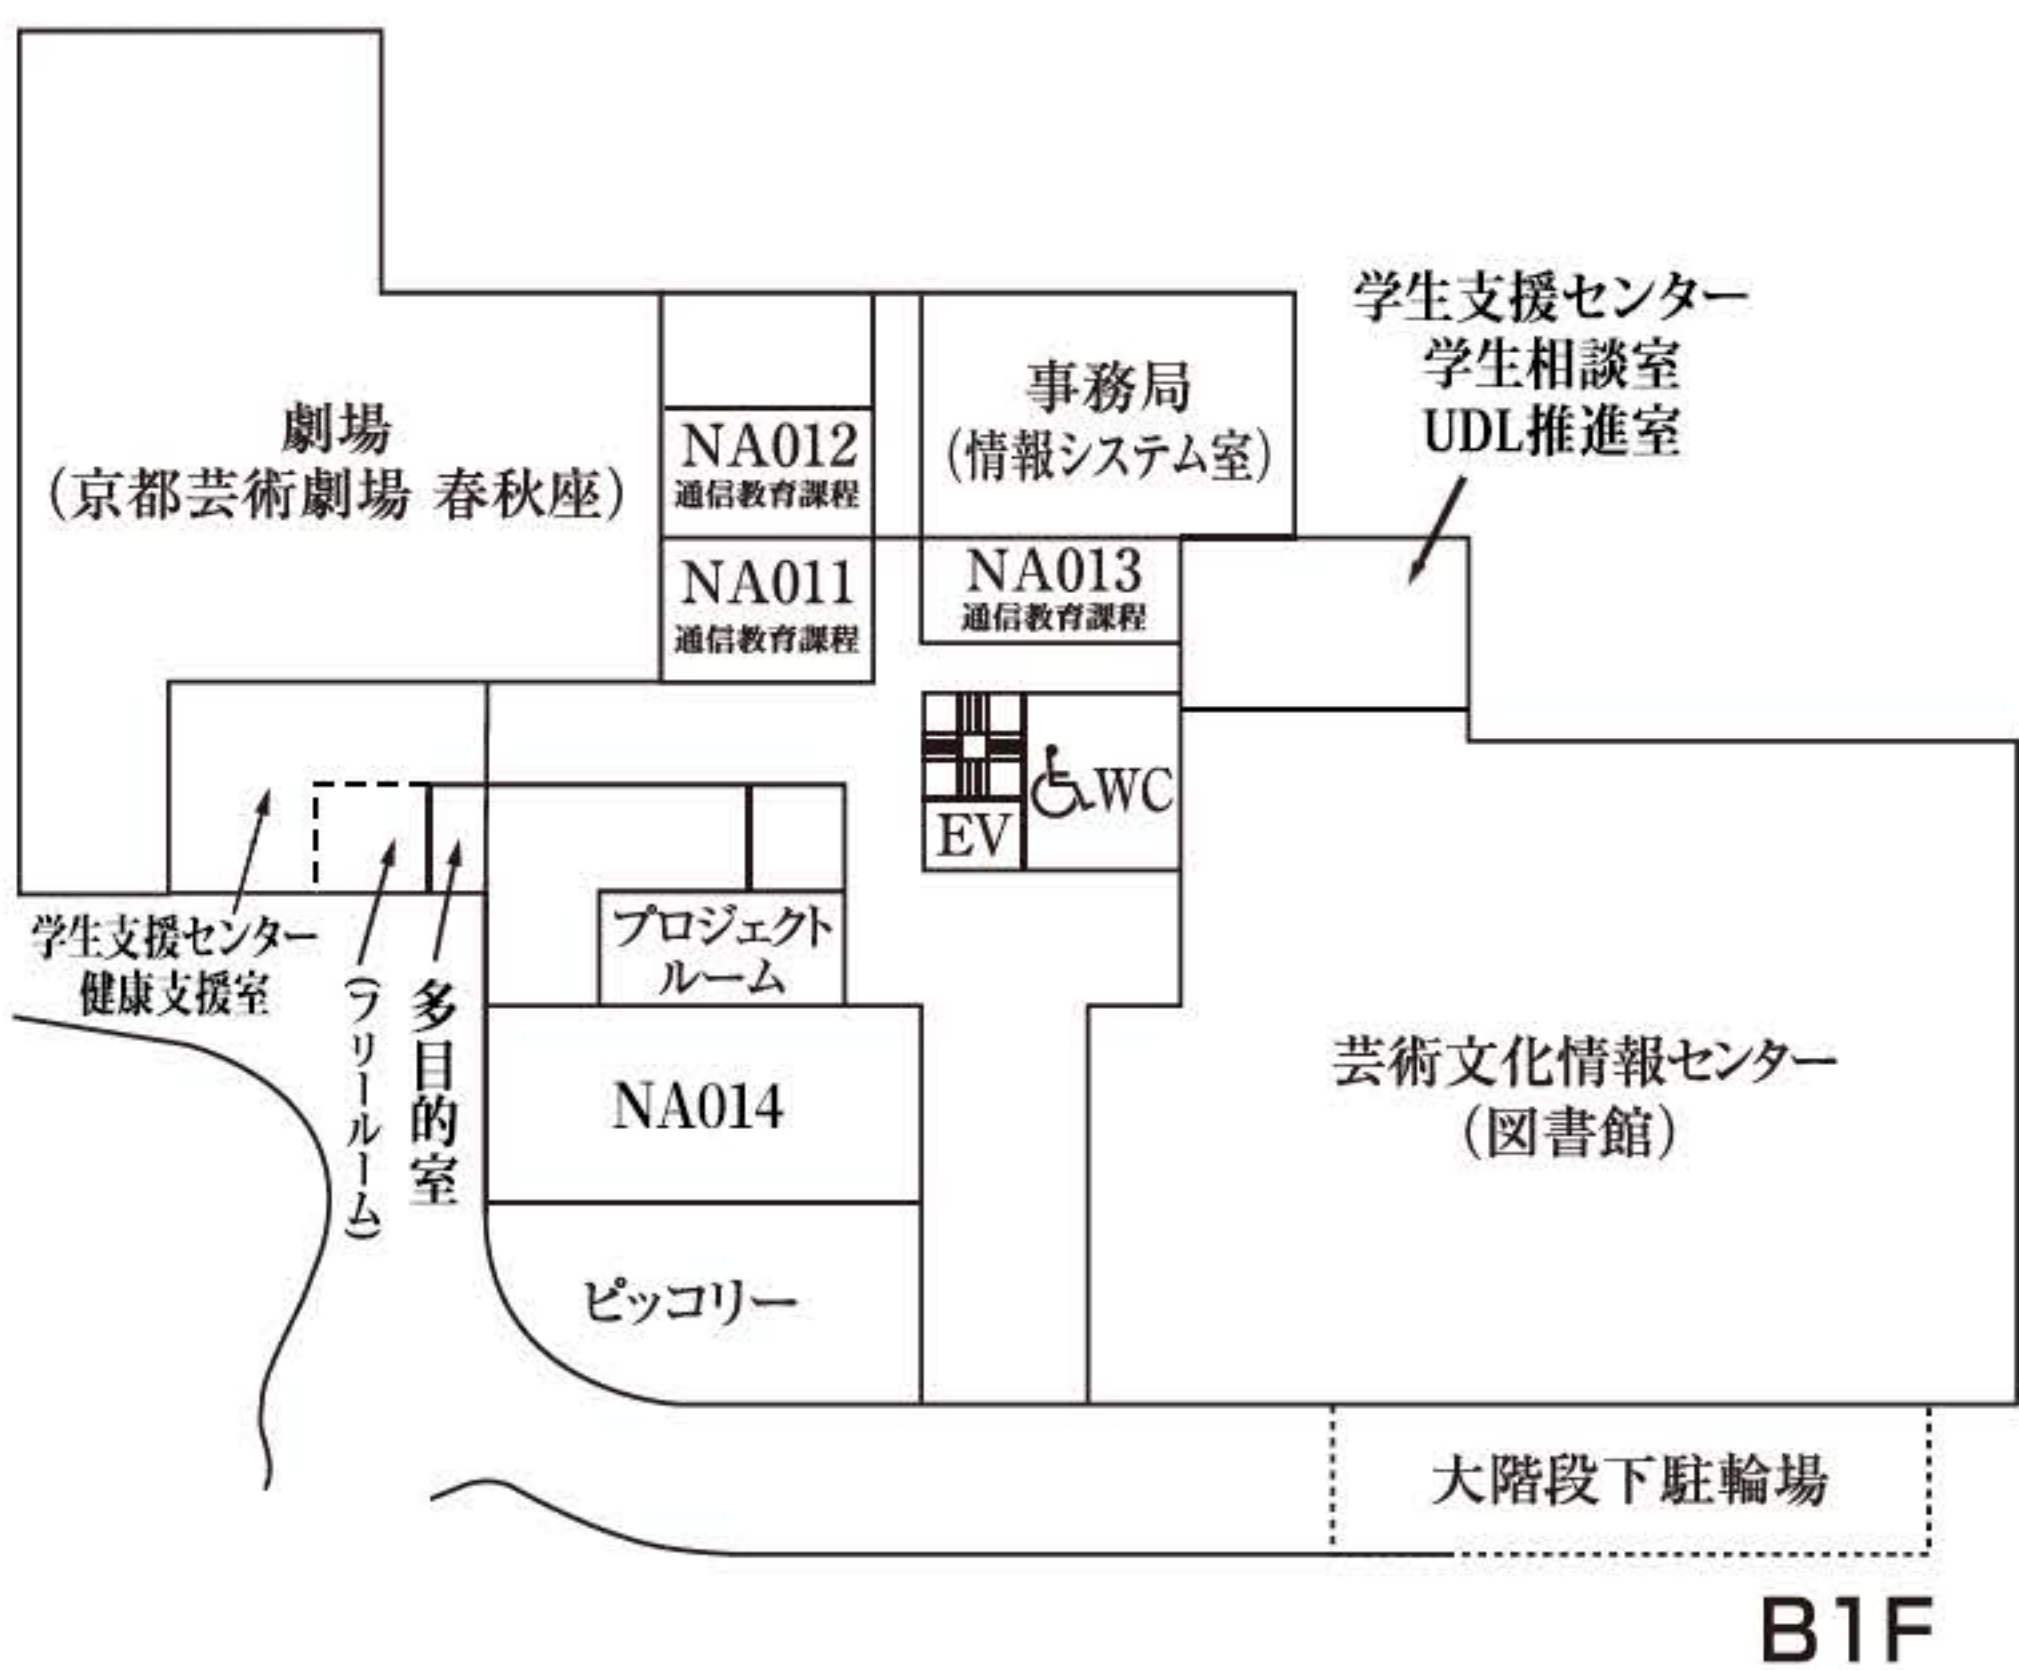 劇場
(京都芸術劇場 春秋座)
NA012
通信教育課程
NA011
通信教育課程
事務局
(情報システム室)
NA013
通信教育課程
学生支援センター
学生相談室
UDL推進室
EV
WC
学生支援センター
健康支援室
(フリールーム)
多目的室
プロジェクト
ルーム
NA014
ピッコリー
芸術文化情報センター
(図書館)
大階段下駐輪場
B1F